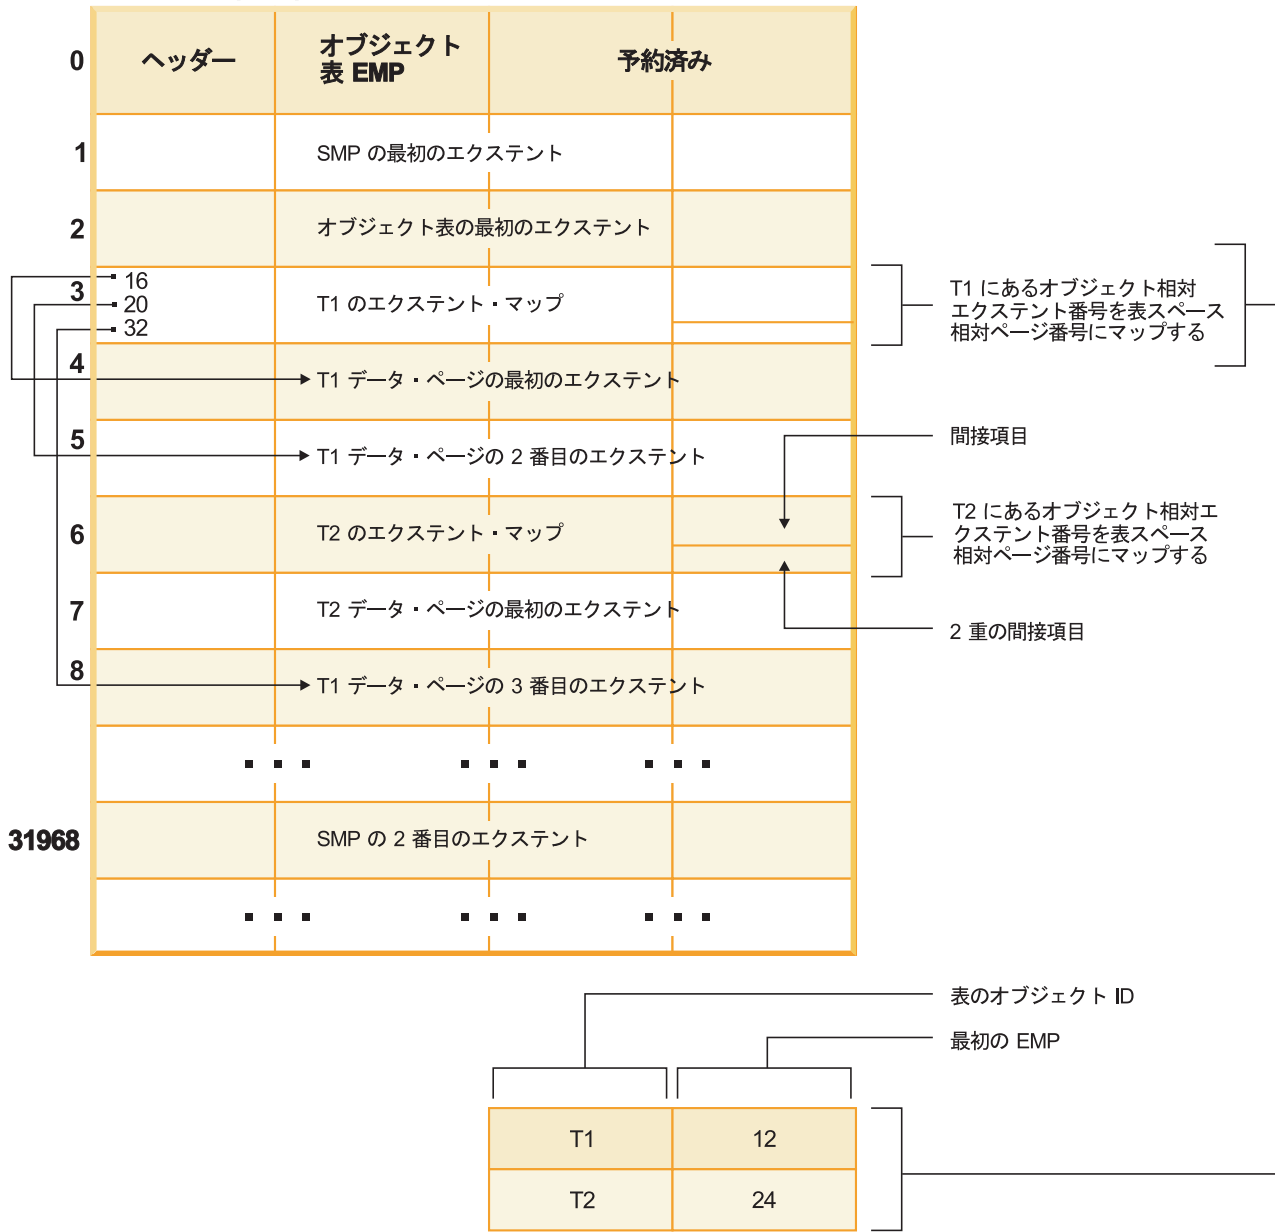 0
ヘッダー
オブジェクト
表 EMP
予約済み
1
SMP の最初のエクステント
2
オブジェクト表の最初のエクステント
3
16
20
32
T1 のエクステント・マップ
T1 にあるオブジェクト相対
エクステント番号を表スペース
相対ページ番号にマップする
4
T1 データ・ページの最初のエクステント
5
T1 データ・ページの 2 番目のエクステント
間接項目
6
T2 のエクステント・マップ
T2 にあるオブジェクト相対エ
クステント番号を表スペース
相対ページ番号にマップする
7
T2 データ・ページの最初のエクステント
2 重の間接項目
8
T1 データ・ページの 3 番目のエクステント
31968
SMP の 2 番目のエクステント
表のオブジェクト ID
最初の EMP
T1
12
T2
24